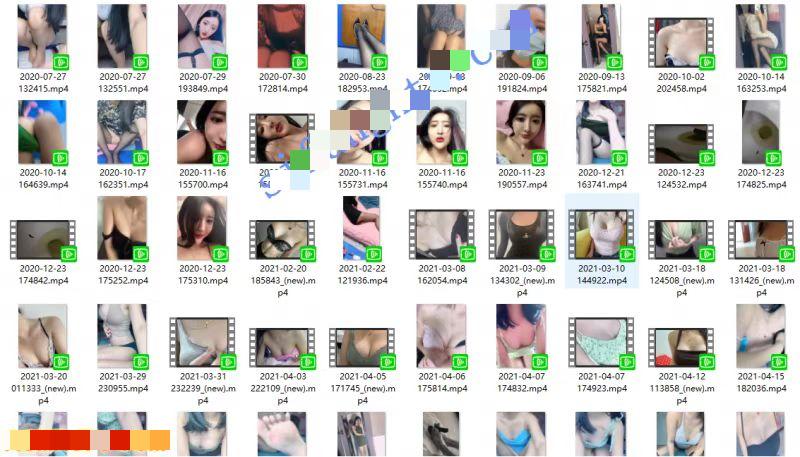 2020-07-27 2020-07-27 2020-07-29 2020-07-30 2020-08-23 2020-09-06 2020-09-13 2020-10-02 2020-10-14
132415.mp4 132551.mp4 193849.mp4 172814.mp4 182953.mp4 191824.mp4 175821.mp4 202458.mp4 163253.mp4
2020-10-14 2020-10-17 2020-11-16 2020-11-16 2020-11-16 2020-11-23 2020-12-21 2020-12-23 2020-12-23
164639.mp4 162351.mp4 155700.mp4 155731.mp4 155740.mp4 190557.mp4 163741.mp4 124532.mp4 174825.mp4
2020-12-23 2020-12-23 2020-12-23 2021-02-20 2021-02-22 2021-03-08 2021-03-09 2021-03-10 2021-03-18 2021-03-18
174842.mp4 175252.mp4 175310.mp4 185843_(new).m 121936.mp4 162054.mp4 134302_(new).m 144922.mp4 124508_(new).m 131426_(new).m
p4 p4 p4 p4
2021-03-20 2021-03-29 2021-03-31 2021-04-03 2021-04-05 2021-04-06 2021-04-07 2021-04-07 2021-04-12 2021-04-15
011333_(new).m 230955.mp4 232239_(new).m 222109_(new).m 171745_(new).m 175814.mp4 174832.mp4 174923.mp4 113858_(new).m 182036.mp4
p4 p4 p4 p4 p4